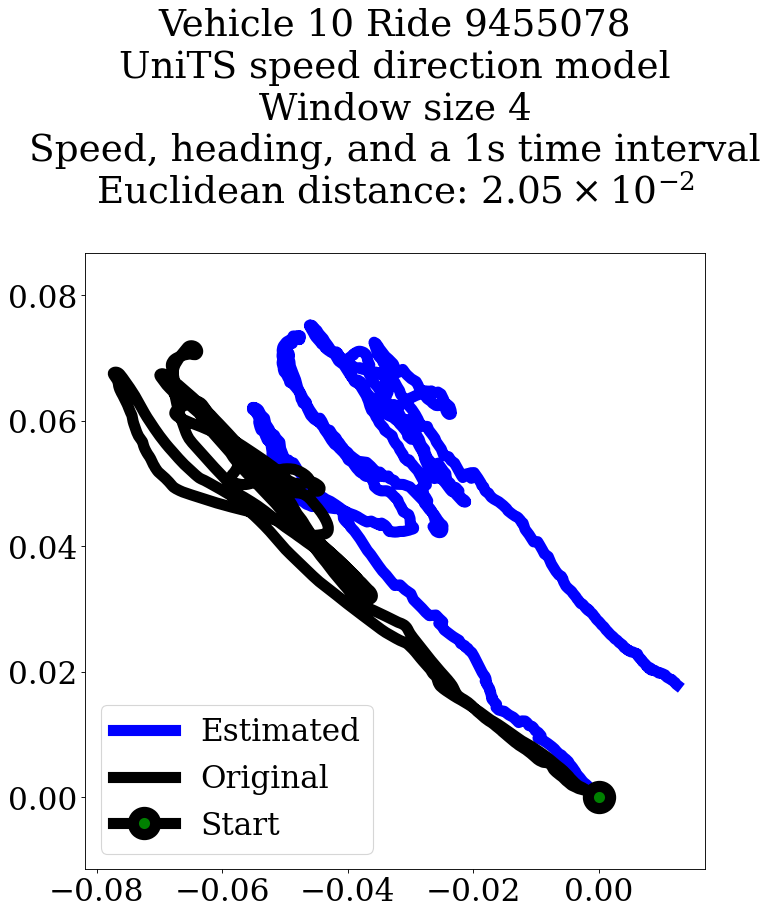 Vehicle 10 Ride 9455078
UniTS speed direction model
Window size 4
Speed, heading, and a 1s time interval
Euclidean distance: 2.05 × 10⁻²
0.08
0.06
0.04
0.02
0.00
Estimated
Original
Start
−0.08 −0.06 −0.04 −0.02 0.00